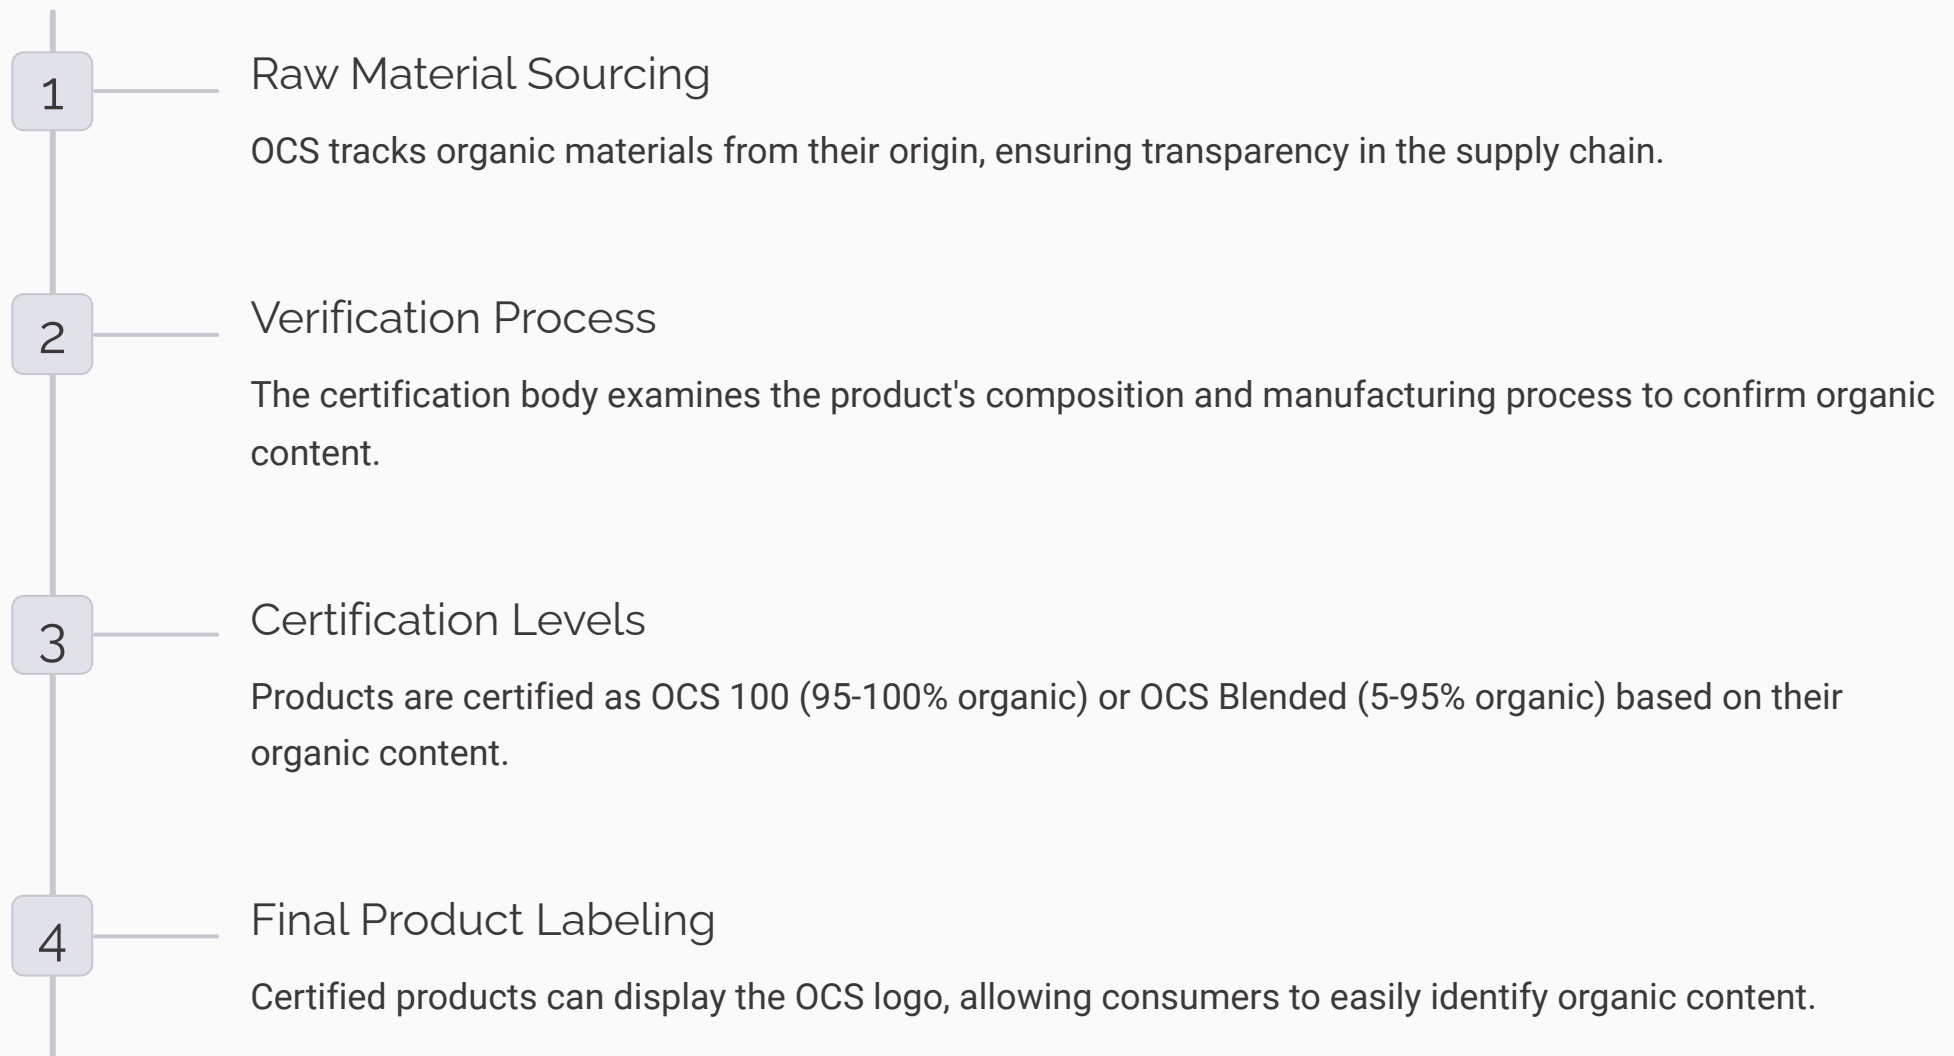 1
Raw Material Sourcing
OCS tracks organic materials from their origin, ensuring transparency in the supply chain.
2
Verification Process
The certification body examines the product's composition and manufacturing process to confirm organic
content.
3
Certification Levels
Products are certified as OCS 100 (95-100% organic) or OCS Blended (5-95% organic) based on their
organic content.
4
Final Product Labeling
Certified products can display the OCS logo, allowing consumers to easily identify organic content.